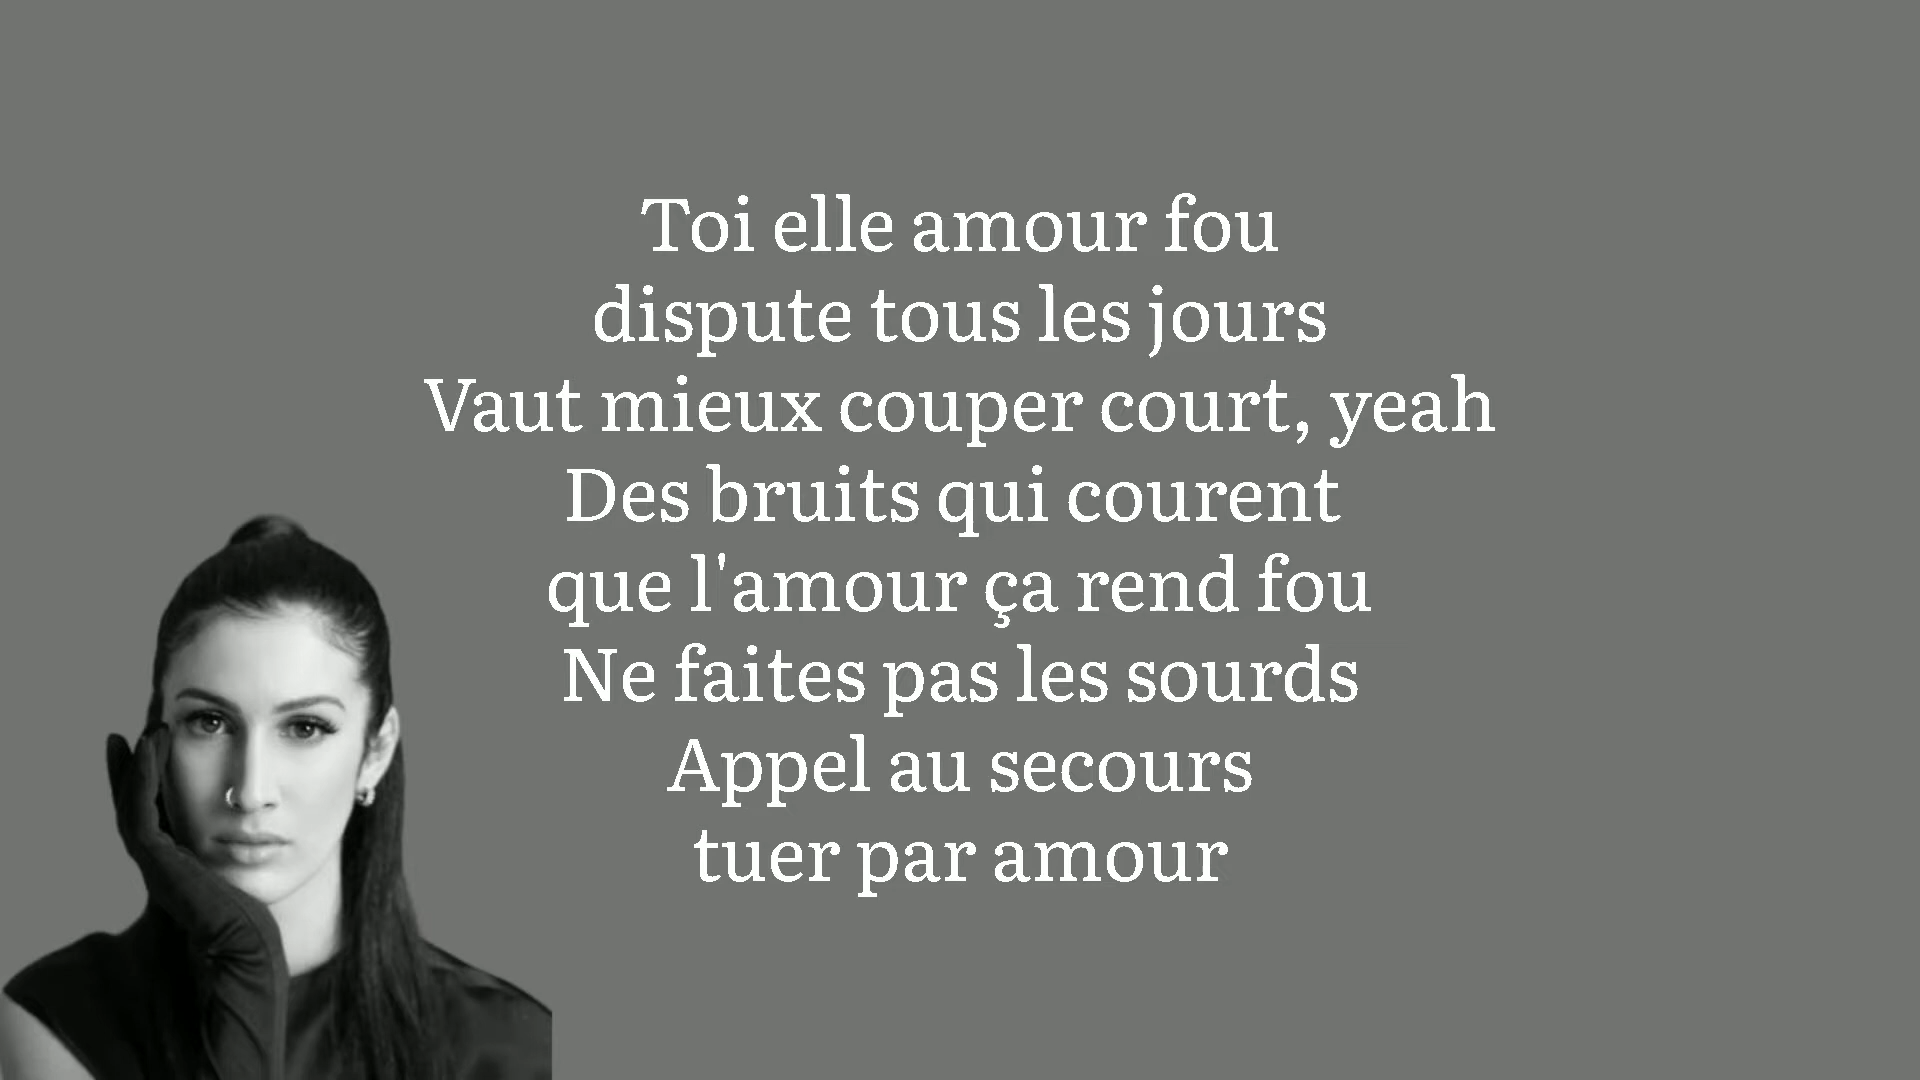 Toi elle amour fou
dispute tous les jours
Vaut mieux couper court, yeah
Des bruits qui courent
que l'amour ça rend fou
Ne faites pas les sourds
Appel au secours
tuer par amour